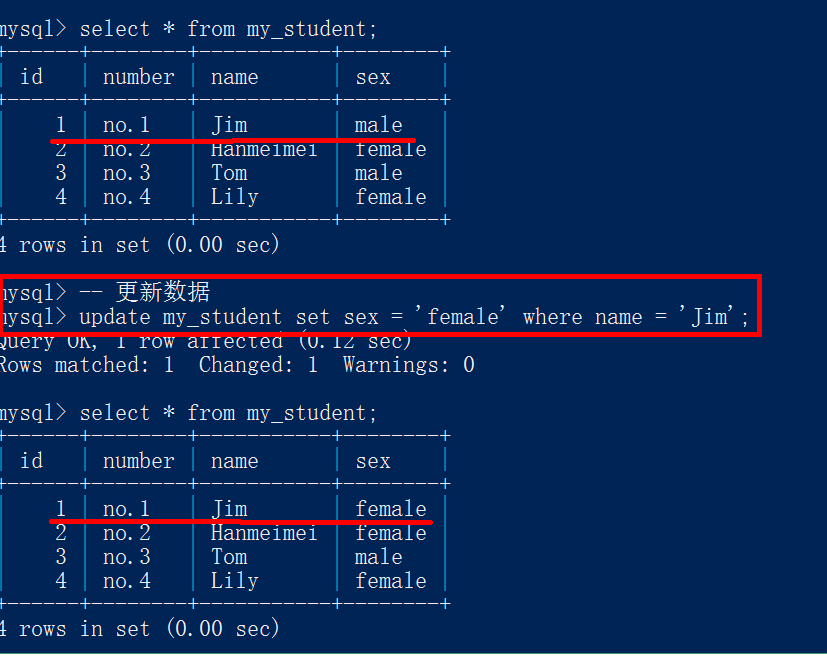 mysql> select * from my_student;
+------+--------+-----------+--------+
| id | number | name | sex |
+------+--------+-----------+--------+
| 1 | no.1 | Jim | male |
| 2 | no.2 | Hanmeimei | female |
| 3 | no.3 | Tom | male |
| 4 | no.4 | Lily | female |
+------+--------+-----------+--------+
4 rows in set (0.00 sec)
mysql> -- 更新数据
mysql> update my_student set sex = 'female' where name = 'Jim';
Query OK, 1 row affected (0.12 sec)
Rows matched: 1  Changed: 1  Warnings: 0
mysql> select * from my_student;
+------+--------+-----------+--------+
| id | number | name | sex |
+------+--------+-----------+--------+
| 1 | no.1 | Jim | female |
| 2 | no.2 | Hanmeimei | female |
| 3 | no.3 | Tom | male |
| 4 | no.4 | Lily | female |
+------+--------+-----------+--------+
4 rows in set (0.00 sec)